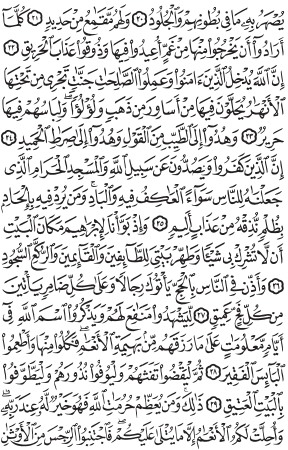 يُصْهَرُ بِهِۦ مَا فِى بُطُونِهِمْ وَٱلْجُلُودُ ٢٠ وَلَهُم مَّقَٰمِعُ مِنْ حَدِيدٍ ٢١ كُلَّمَآ
أَرَادُوٓا۟ أَن يَخْرُجُوا۟ مِنْهَا مِنْ غَمٍّ أُعِيدُوا۟ فِيهَا وَذُوقُوا۟ عَذَابَ ٱلْحَرِيقِ ٢٢
إِنَّ ٱللَّهَ يُدْخِلُ ٱلَّذِينَ ءَامَنُوا۟ وَعَمِلُوا۟ ٱلصَّٰلِحَٰتِ جَنَّٰتٍ تَجْرِى مِن تَحْتِهَا
ٱلْأَنْهَٰرُ يُحَلَّوْنَ فِيهَا مِنْ أَسَاوِرَ مِن ذَهَبٍ وَلُؤْلُؤًا وَلِبَاسُهُمْ فِيهَا
حَرِيرٌ ٢٣ وَهُدُوٓا۟ إِلَى ٱلطَّيِّبِ مِنَ ٱلْقَوْلِ وَهُدُوٓا۟ إِلَىٰ صِرَٰطِ ٱلْحَمِيدِ ٢٤
إِنَّ ٱلَّذِينَ كَفَرُوا۟ وَيَصُدُّونَ عَن سَبِيلِ ٱللَّهِ وَٱلْمَسْجِدِ ٱلْحَرَامِ ٱلَّذِى
جَعَلْنَٰهُ لِلنَّاسِ سَوَآءً ٱلْعَٰكِفُ فِيهِ وَٱلْبَادِ وَمَن يُرِدْ فِيهِ بِإِلْحَادٍۭ
بِظُلْمٍ نُّذِقْهُ مِنْ عَذَابٍ أَلِيمٍ ٢٥ وَإِذْ بَوَّأْنَا لِإِبْرَٰهِيمَ مَكَانَ ٱلْبَيْتِ
أَن لَّا تُشْرِكْ بِى شَيْـًٔا وَطَهِّرْ بَيْتِىَ لِلطَّآئِفِينَ وَٱلْقَآئِمِينَ وَٱلرُّكَّعِ ٱلسُّجُودِ ٢٦
وَأَذِّن فِى ٱلنَّاسِ بِٱلْحَجِّ يَأْتُوكَ رِجَالًا وَعَلَىٰ كُلِّ ضَامِرٍ يَأْتِينَ
مِن كُلِّ فَجٍّ عَمِيقٍ ٢٧ لِّيَشْهَدُوا۟ مَنَٰفِعَ لَهُمْ وَيَذْكُرُوا۟ ٱسْمَ ٱللَّهِ فِىٓ
أَيَّامٍ مَّعْلُومَٰتٍ عَلَىٰ مَا رَزَقَهُم مِّنۢ بَهِيمَةِ ٱلْأَنْعَٰمِ فَكُلُوا۟ مِنْهَا وَأَطْعِمُوا۟
ٱلْبَآئِسَ ٱلْفَقِيرَ ٢٨ ثُمَّ لْيَقْضُوا۟ تَفَثَهُمْ وَلْيُوفُوا۟ نُذُورَهُمْ وَلْيَطَّوَّفُوا۟
بِٱلْبَيْتِ ٱلْعَتِيقِ ٢٩ ذَٰلِكَ وَمَن يُعَظِّمْ حُرُمَٰتِ ٱللَّهِ فَهُوَ خَيْرٌ لَّهُۥ عِندَ رَبِّهِۦ
وَأُحِلَّتْ لَكُمُ ٱلْأَنْعَٰمُ إِلَّا مَا يُتْلَىٰ عَلَيْكُمْ فَٱجْتَنِبُوا۟ ٱلرِّجْسَ مِنَ ٱلْأَوْثَٰنِ